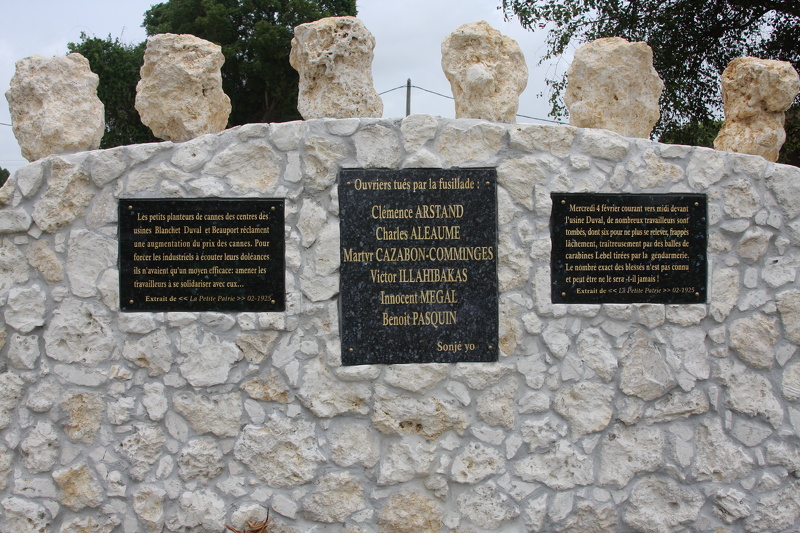 Les petits planteurs de cannes des centres des
usines Blanchet Duval et Beauport réclament
une augmentation du prix des cannes. Pour
forcer les industriels à écouter leurs doléances
ils n'avaient qu'un moyen efficace: amener les
travailleurs à se solidariser avec eux...
Extrait de << La Petite Patrie >> 02-1925
Ouvriers tués par la fusillade :
Clémence ARSTAND
Charles ALEAUME
Martyr CAZABON-COMMINGES
Victor ILLAHIBAKAS
Innocent MEGAL
Benoit PASQUIN
Sonjé yo
Mercredi 4 février courant vers midi devant
l'usine Duval, de nombreux travailleurs sont
tombés, dont six pour ne plus se relever, frappés
lâchement, traitreusement par des balles de
carabines Lebel tirées par la gendarmerie.
Le nombre exact des blessés n'est pas connu
et peut être ne le sera -t-il jamais !
Extrait de << La Petite Patrie >> 02-1925